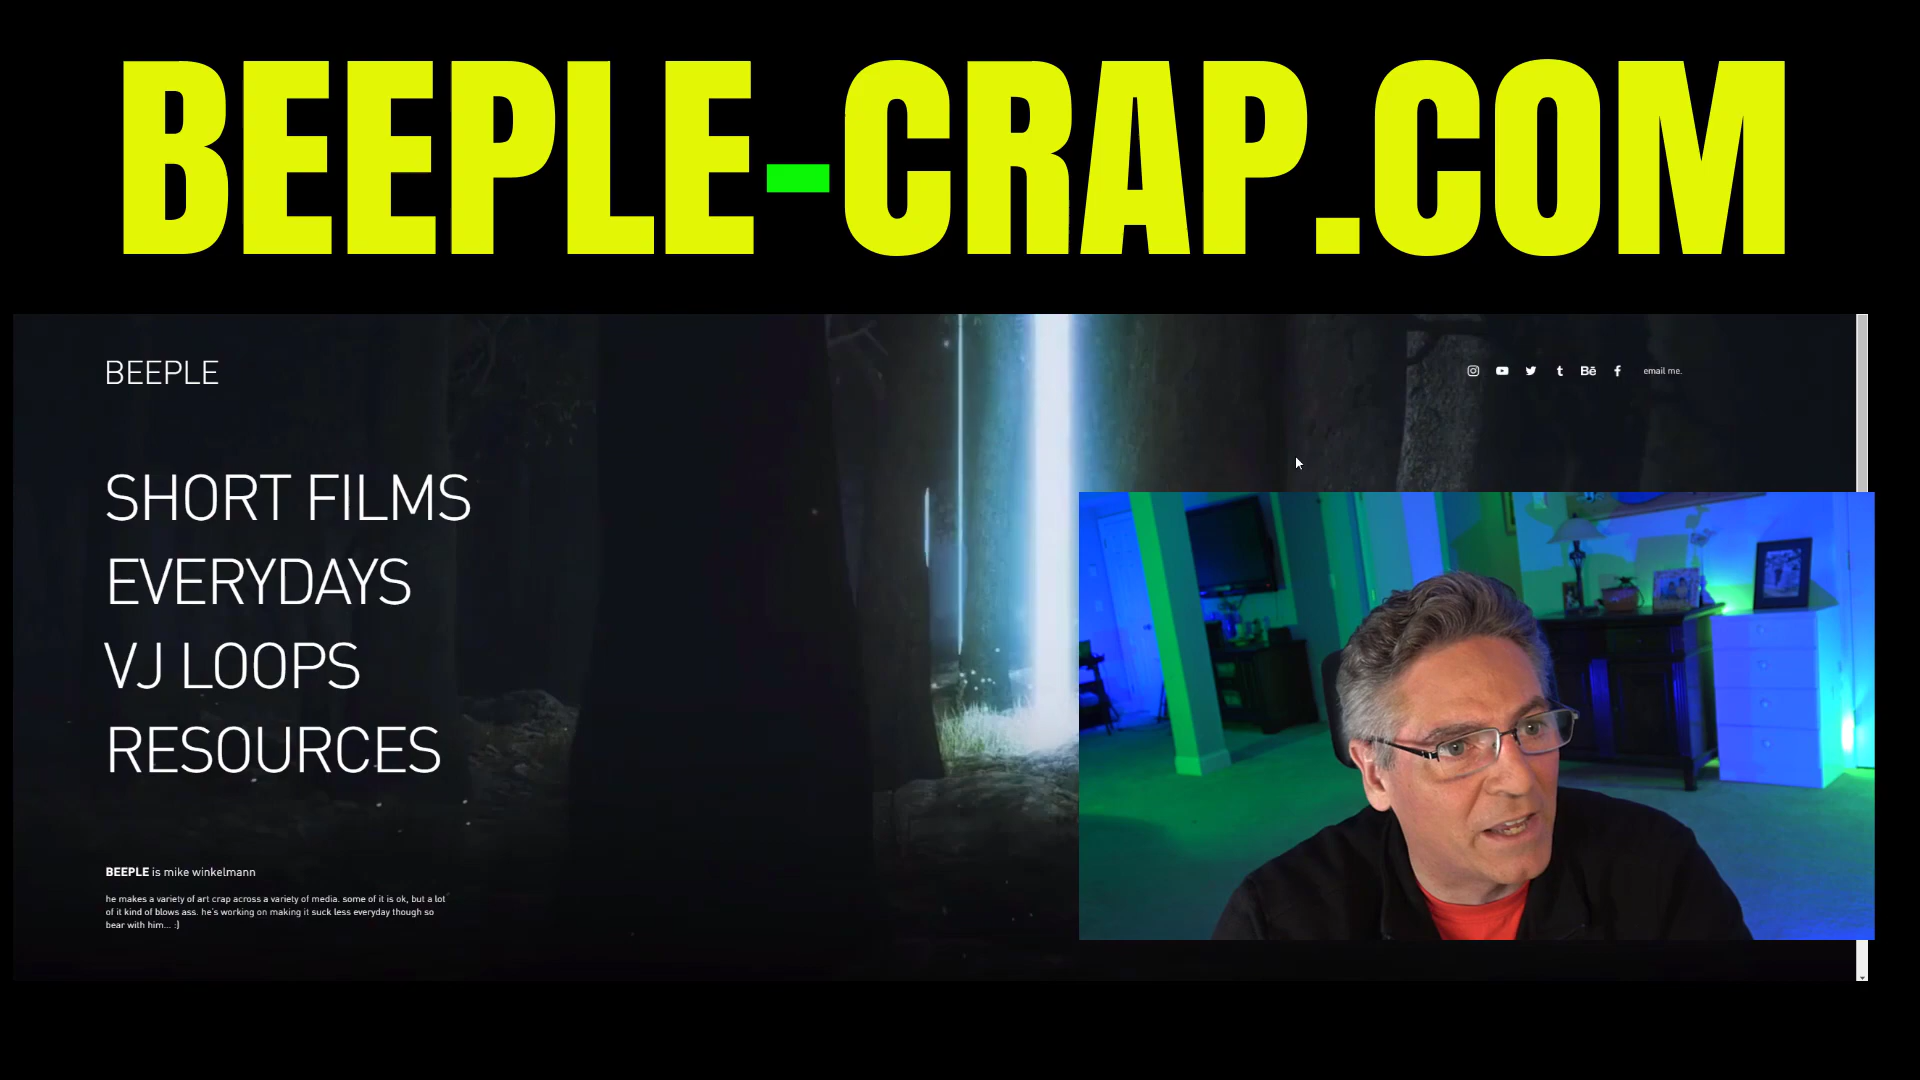 BEEPLE-CRAP.COM
BEEPLE
t Bē f email me.
SHORT FILMS
EVERYDAYS
VJ LOOPS
RESOURCES
BEEPLE is mike winkelmann
he makes a variety of art crap across a variety of media. some of it is ok, but a lot
of it kind of blows ass. he's working on making it suck less everyday though so
bear with him... :)